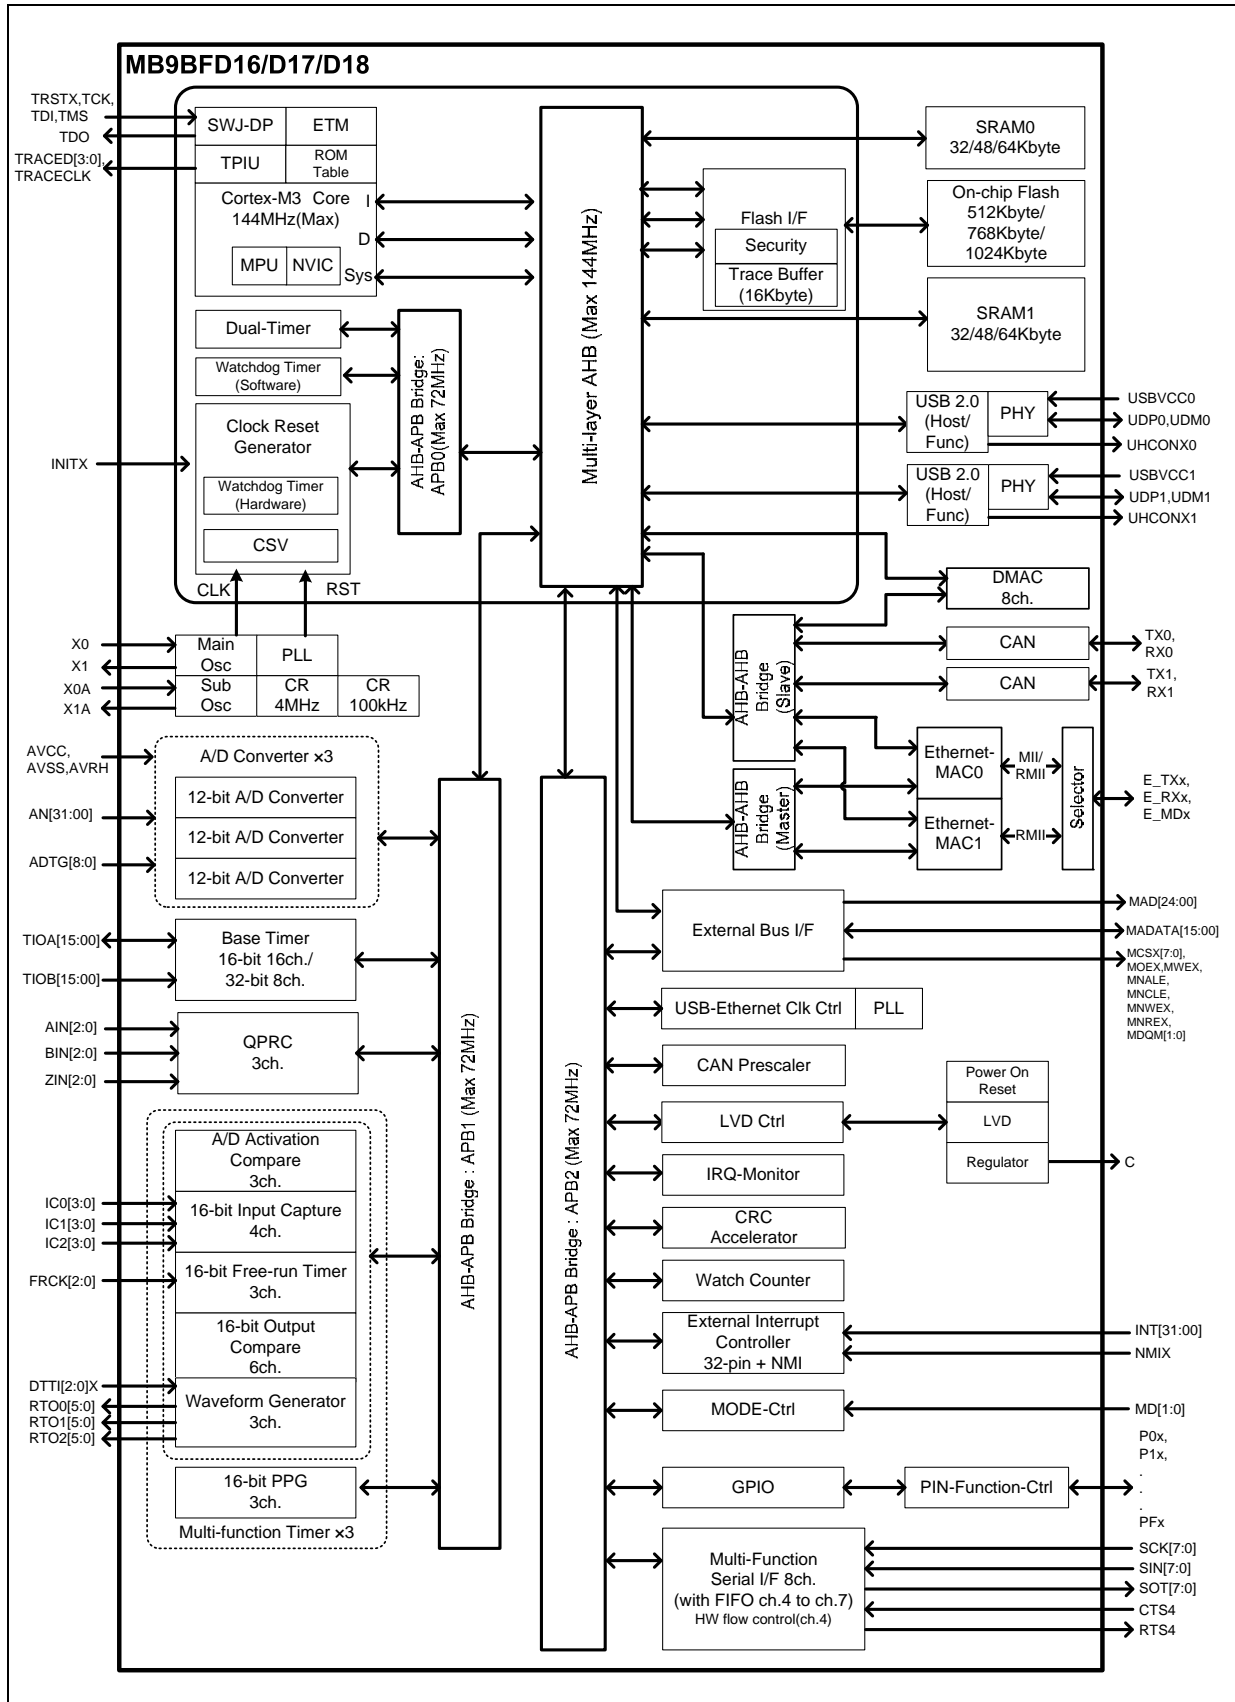 MB9BFD16/D17/D18
TRSTX,TCK,
TDI,TMS
TDO
TRACED[3:0],
TRACECLK
SWJ-DP
ETM
TPIU
ROM
Table
Cortex-M3 Core
144MHz(Max)
I
D
Sys
MPU
NVIC
Dual-Timer
Watchdog Timer
(Software)
Clock Reset
Generator
Watchdog Timer
(Hardware)
CSV
INITX
CLK
RST
AHB-APB Bridge:
APB0(Max 72MHz)
Multi-layer AHB (Max 144MHz)
Flash I/F
Security
Trace Buffer
(16Kbyte)
SRAM0
32/48/64Kbyte
On-chip Flash
512Kbyte/
768Kbyte/
1024Kbyte
SRAM1
32/48/64Kbyte
USB 2.0
(Host/
Func)
PHY
USBVCC0
UDP0,UDM0
UHCONX0
USB 2.0
(Host/
Func)
PHY
USBVCC1
UDP1,UDM1
UHCONX1
DMAC
8ch.
CAN
TX0,
RX0
CAN
TX1,
RX1
AHB-AHB
Bridge
(Slave)
AHB-AHB
Bridge
(Master)
Ethernet-
MAC0
Ethernet-
MAC1
MII/
RMII
RMII
Selector
E_TXx,
E_RXx,
E_MDx
X0
X1
X0A
X1A
Main
Osc
PLL
Sub
Osc
CR
4MHz
CR
100kHz
AVCC,
AVSS,AVRH
AN[31:00]
ADTG[8:0]
A/D Converter ×3
12-bit A/D Converter
12-bit A/D Converter
12-bit A/D Converter
TIOA[15:00]
TIOB[15:00]
Base Timer
16-bit 16ch./
32-bit 8ch.
AIN[2:0]
BIN[2:0]
ZIN[2:0]
QPRC
3ch.
A/D Activation
Compare
3ch.
IC0[3:0]
IC1[3:0]
IC2[3:0]
16-bit Input Capture
4ch.
FRCK[2:0]
16-bit Free-run Timer
3ch.
16-bit Output
Compare
6ch.
DTTI[2:0]X
RTO0[5:0]
RTO1[5:0]
RTO2[5:0]
Waveform Generator
3ch.
16-bit PPG
3ch.
Multi-function Timer ×3
AHB-APB Bridge : APB1 (Max 72MHz)
AHB-APB Bridge : APB2 (Max 72MHz)
External Bus I/F
MAD[24:00]
MADATA[15:00]
MCSX[7:0],
MOEX,MWEX,
MNALE,
MNCLE,
MNWEX,
MNREX,
MDQM[1:0]
USB-Ethernet Clk Ctrl
PLL
CAN Prescaler
LVD Ctrl
Power On
Reset
LVD
Regulator
C
IRQ-Monitor
CRC
Accelerator
Watch Counter
External Interrupt
Controller
32-pin + NMI
INT[31:00]
NMIX
MODE-Ctrl
MD[1:0]
GPIO
PIN-Function-Ctrl
P0x,
P1x,
.
.
.
PFx
Multi-Function
Serial I/F 8ch.
(with FIFO ch.4 to ch.7)
HW flow control(ch.4)
SCK[7:0]
SIN[7:0]
SOT[7:0]
CTS4
RTS4